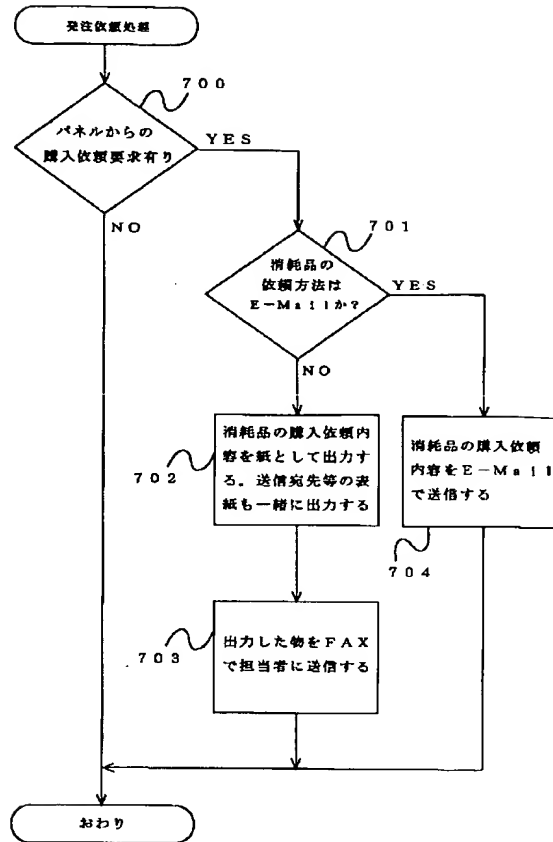 発注依頼処理
700
パネルからの
購入依頼要求有り
YES
NO
701
消耗品の
依頼方法は
E-Mailか?
YES
NO
消耗品の購入依頼内
容を紙として出力す
る。送信宛先等の表
紙も一緒に出力する
702
消耗品の購入依頼
内容をE-Mail
で送信する
704
出力した物をFAX
で担当者に送信する
703
おわり